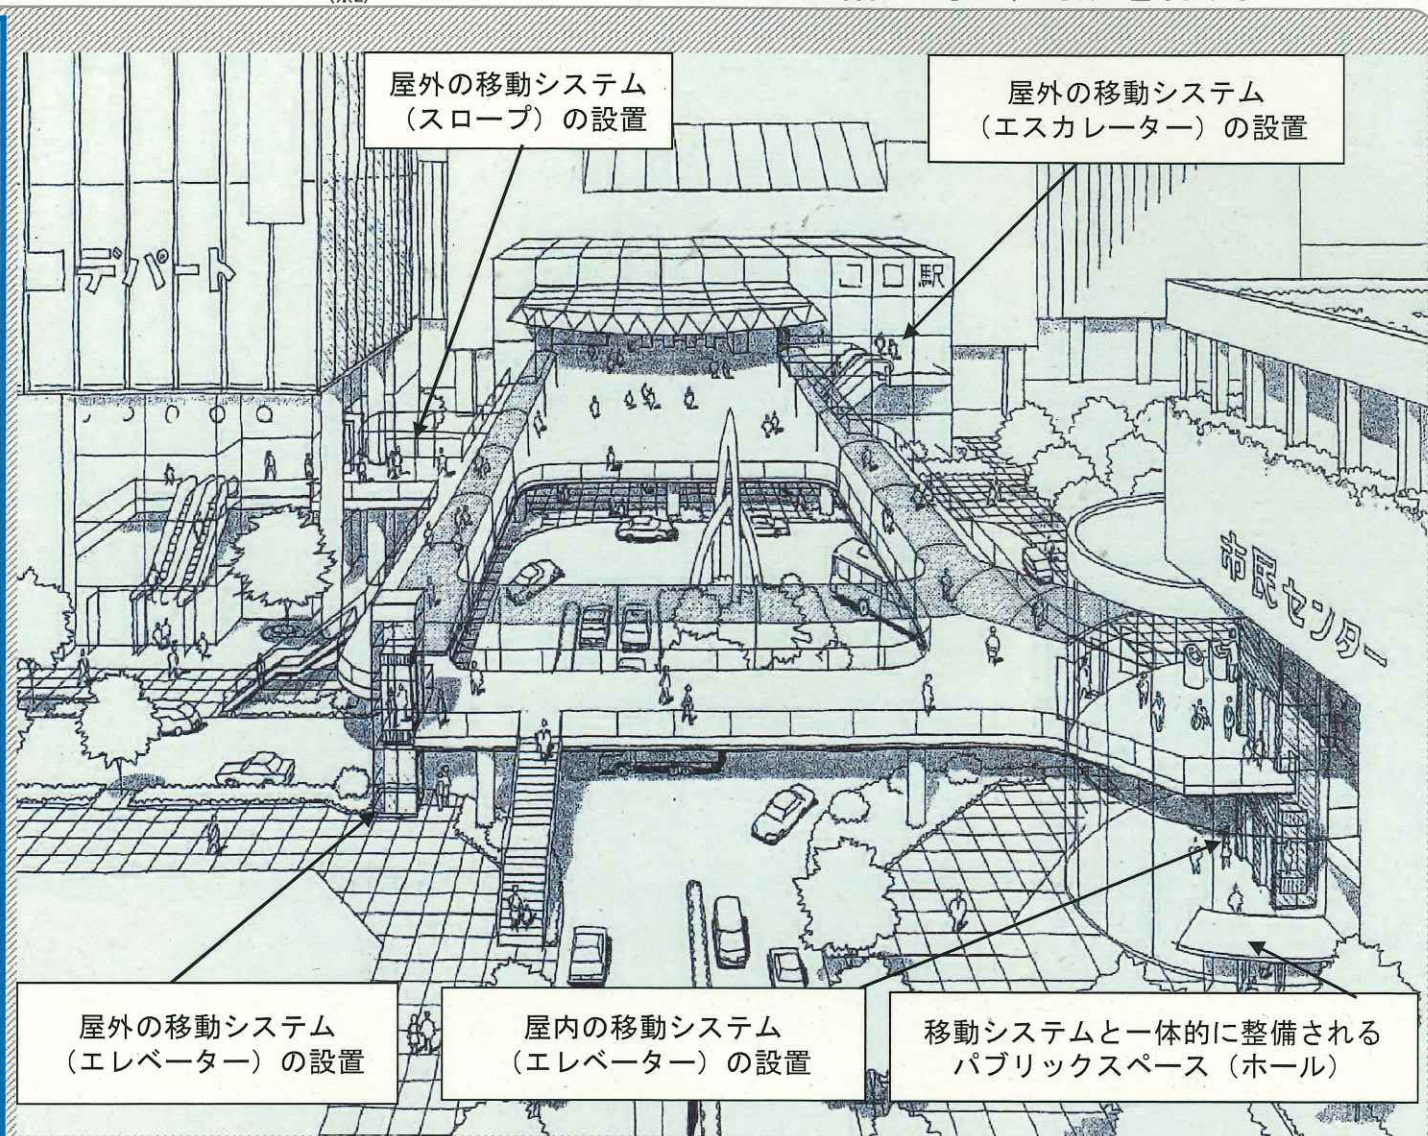 屋外の移動システム
（スロープ）の設置
屋外の移動システム
（エスカレーター）の設置
デパート
駅
市民センター
屋外の移動システム
（エレベーター）の設置
屋内の移動システム
（エレベーター）の設置
移動システムと一体的に整備される
パブリックスペース（ホール）